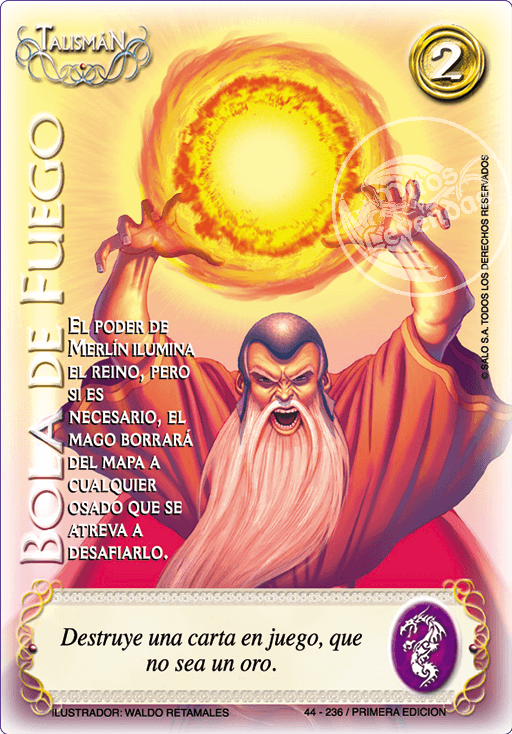 TALISMÁN
2
BOLA DE FUEGO
EL PODER DE
MERLÍN ILUMINA
EL REINO, PERO
SI ES
NECESARIO, EL
MAGO BORRARÁ
DEL MAPA A
CUALQUIER
OSADO QUE SE
ATREVA A
DESAFIARLO.
Mitos
y
Leyendas
© SALO S.A. TODOS LOS DERECHOS RESERVADOS
Destruye una carta en juego, que
no sea un oro.
ILUSTRADOR: WALDO RETAMALES
44 - 236 / PRIMERA EDICION